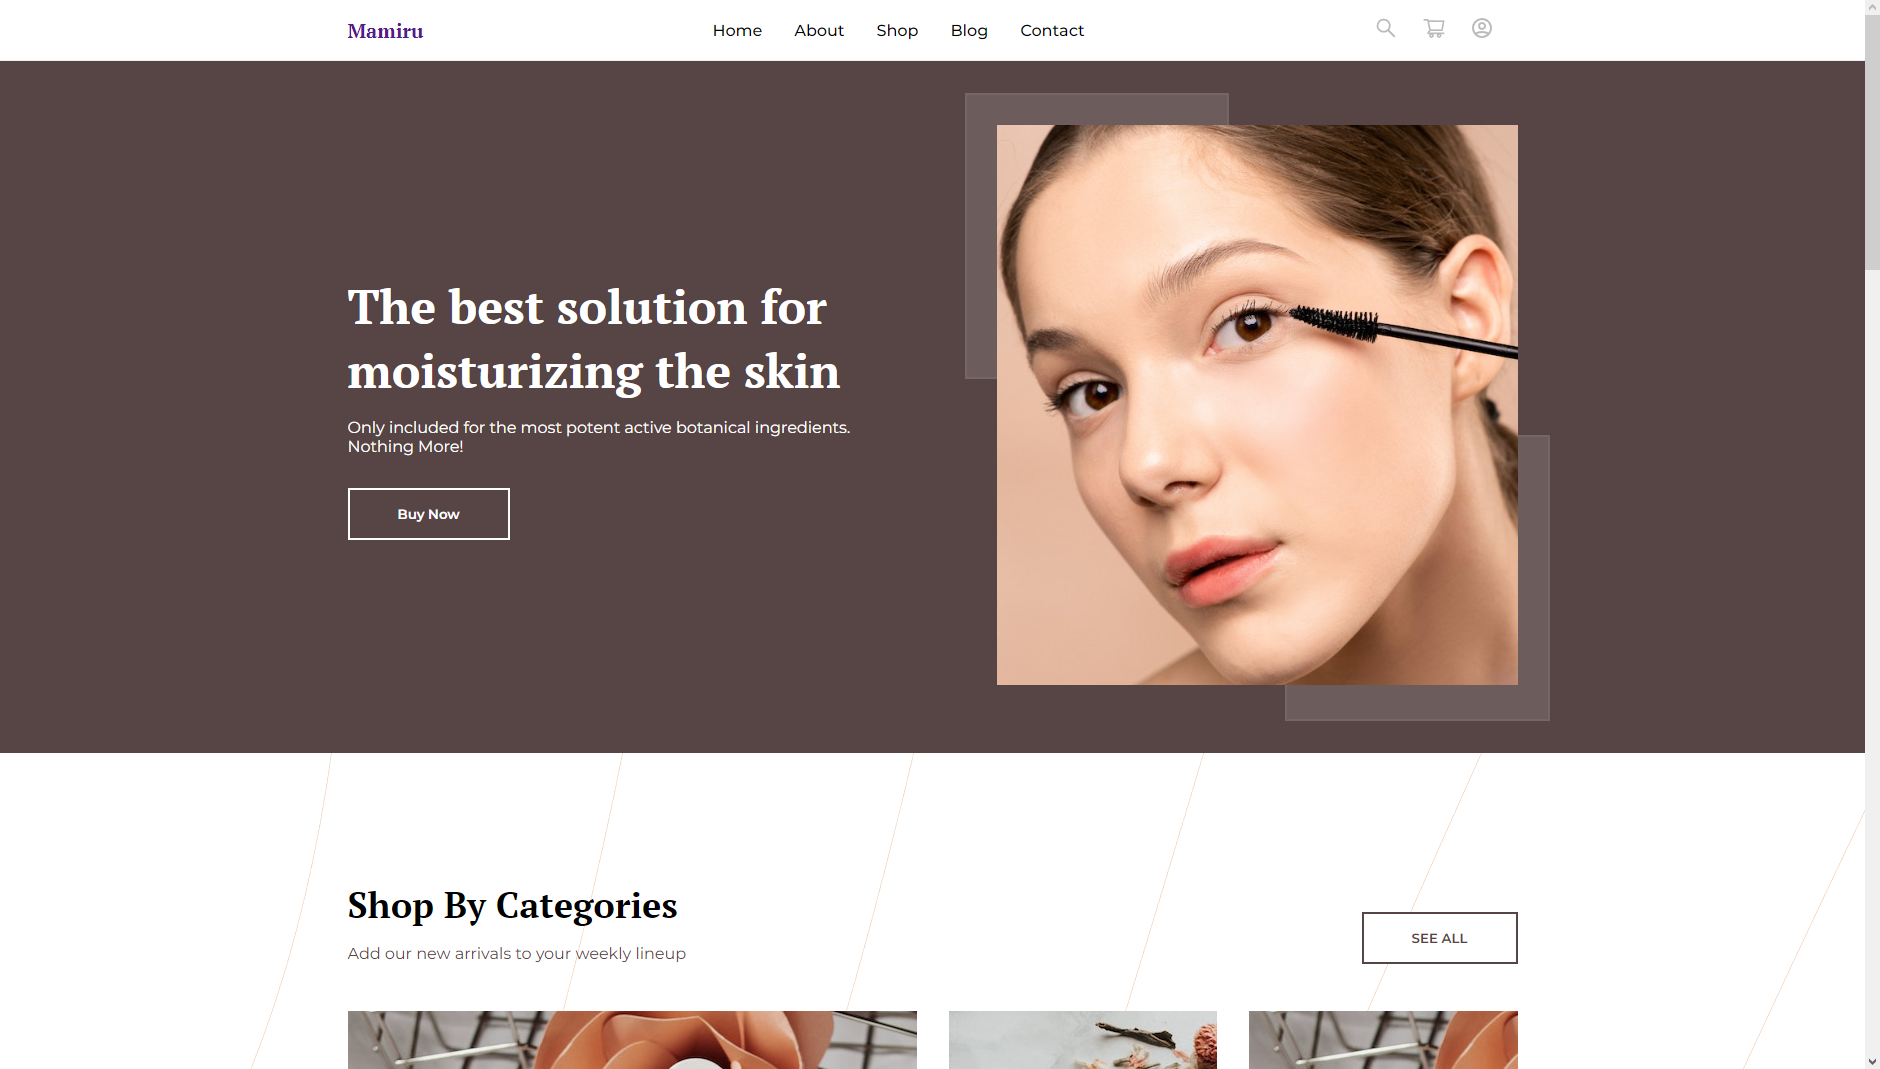 Mamiru
Home
About
Shop
Blog
Contact
The best solution for
moisturizing the skin
Only included for the most potent active botanical ingredients.
Nothing More!
Buy Now
Shop By Categories
Add our new arrivals to your weekly lineup
SEE ALL